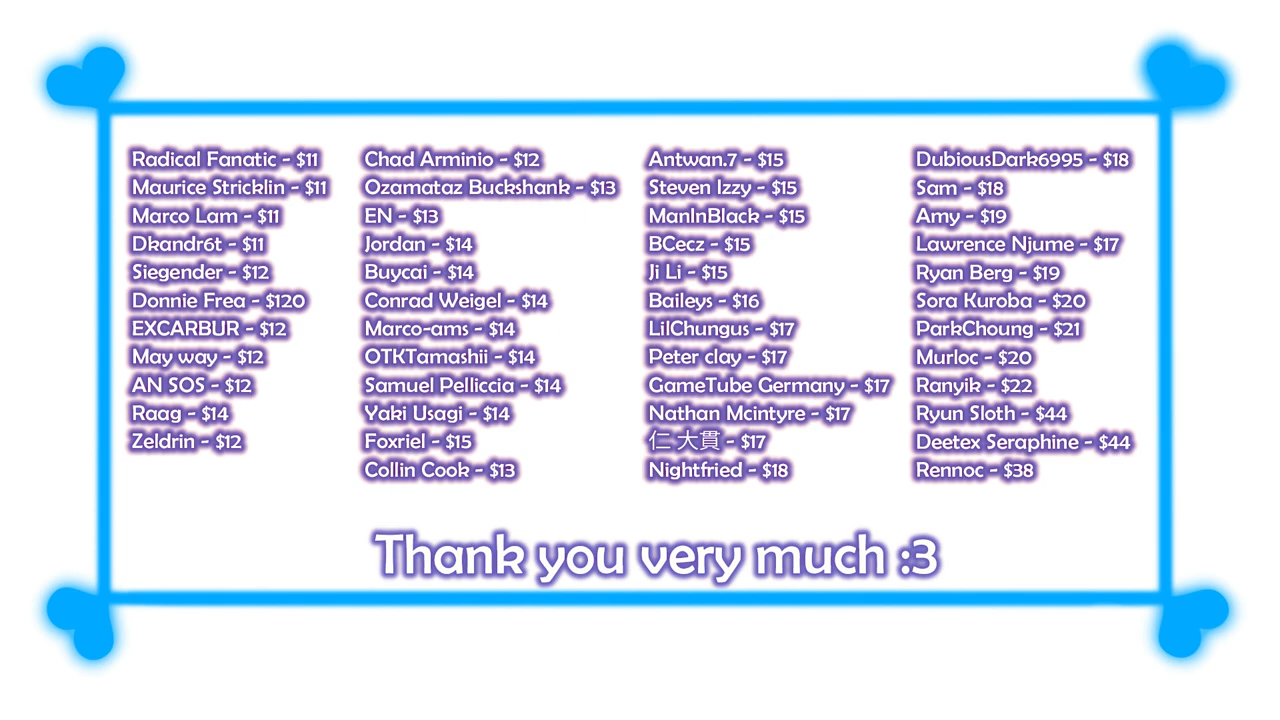 Radical Fanatic - $11
Maurice Stricklin - $11
Marco Lam - $11
Dkandr6t - $11
Siegender - $12
Donnie Frea - $120
EXCARBUR - $12
May way - $12
AN SOS - $12
Raag - $14
Zeldrin - $12
Chad Arminio - $12
Ozamataz Buckshank - $13
EN - $13
Jordan - $14
Buycai - $14
Conrad Weigel - $14
Marco-ams - $14
OTKTamashii - $14
Samuel Pelliccia - $14
Yaki Usagi - $14
Foxriel - $15
Collin Cook - $13
Antwan.7 - $15
Steven Izzy - $15
ManInBlack - $15
BCecz - $15
Ji Li - $15
Baileys - $16
LilChungus - $17
Peter clay - $17
GameTube Germany - $17
Nathan Mcintyre - $17
仁 大貫 - $17
Nightfried - $18
DubiousDark6995 - $18
Sam - $18
Amy - $19
Lawrence Njume - $17
Ryan Berg - $19
Sora Kuroba - $20
ParkChoung - $21
Murloc - $20
Ranyik - $22
Ryun Sloth - $44
Deetex Seraphine - $44
Rennoc - $38
Thank you very much :3